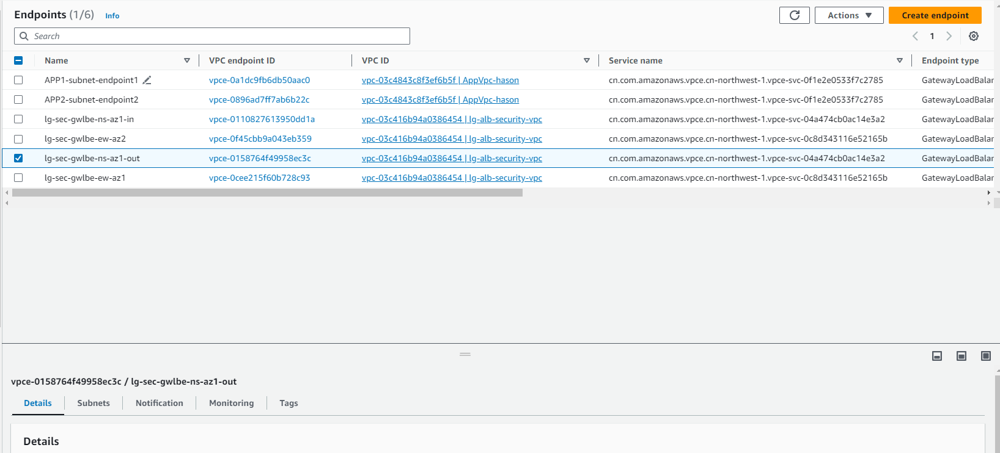 Endpoints (1/6) Info
Actions
Create endpoint
Search
1
Name VPC endpoint ID VPC ID Service name Endpoint type
APP1-subnet-endpoint1 vpce-0a1dc9fb6db50aac0 vpc-03c4843c8f3ef6b5f | AppVpc-hason cn.com.amazonaws.vpce.cn-northwest-1.vpce-svc-0f1e2e0533f7c2785 GatewayLoadBalan
APP2-subnet-endpoint2 vpce-0896ad7ff7ab6b22c vpc-03c4843c8f3ef6b5f | AppVpc-hason cn.com.amazonaws.vpce.cn-northwest-1.vpce-svc-0f1e2e0533f7c2785 GatewayLoadBalan
lg-sec-gwlbe-ns-az1-in vpce-0110827613950dd1a vpc-03c416b94a0386454 | lg-alb-security-vpc cn.com.amazonaws.vpce.cn-northwest-1.vpce-svc-04a474cb0ac14e3a2 GatewayLoadBalan
lg-sec-gwlbe-ew-az2 vpce-0f45cbb9a043eb359 vpc-03c416b94a0386454 | lg-alb-security-vpc cn.com.amazonaws.vpce.cn-northwest-1.vpce-svc-0c8d343116e52165b GatewayLoadBalan
lg-sec-gwlbe-ns-az1-out vpce-0158764f49958ec3c vpc-03c416b94a0386454 | lg-alb-security-vpc cn.com.amazonaws.vpce.cn-northwest-1.vpce-svc-04a474cb0ac14e3a2 GatewayLoadBalan
lg-sec-gwlbe-ew-az1 vpce-0cee215f60b728c93 vpc-03c416b94a0386454 | lg-alb-security-vpc cn.com.amazonaws.vpce.cn-northwest-1.vpce-svc-0c8d343116e52165b GatewayLoadBalan
vpce-0158764f49958ec3c / lg-sec-gwlbe-ns-az1-out
Details Subnets Notification Monitoring Tags
Details